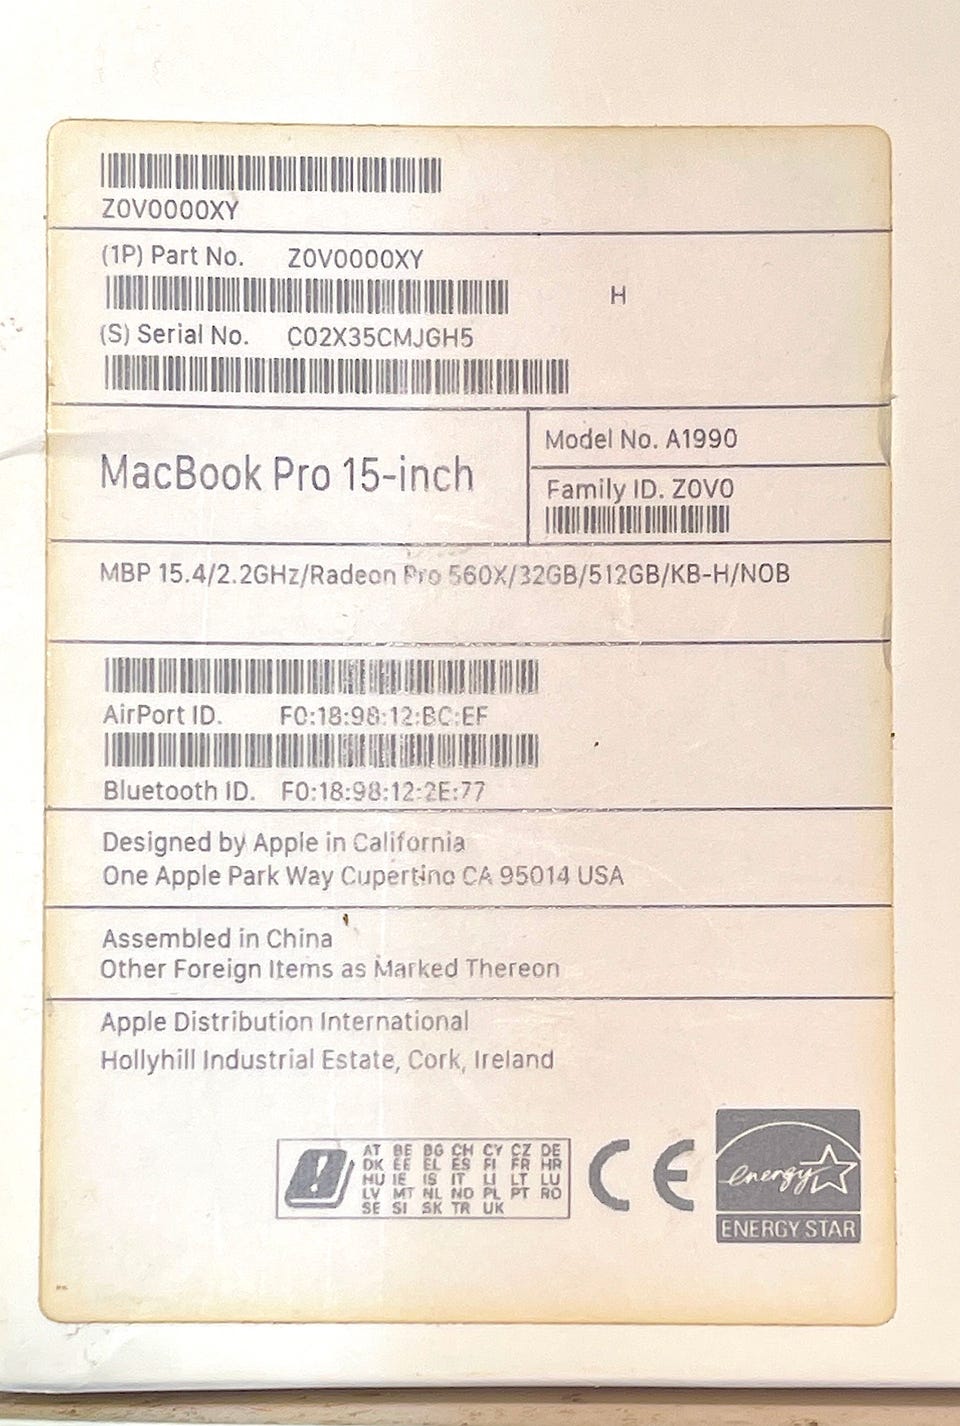 Z0V0000XY
(1P) Part No. Z0V0000XY
H
(S) Serial No. C02X35CMJGH5
MacBook Pro 15-inch
Model No. A1990
Family ID. Z0V0
MBP 15.4/2.2GHz/Radeon Pro 560X/32GB/512GB/KB-H/NOB
AirPort ID. F0:18:98:12:BC:EF
Bluetooth ID. F0:18:98:12:2E:77
Designed by Apple in California
One Apple Park Way Cupertino CA 95014 USA
Assembled in China
Other Foreign Items as Marked Thereon
Apple Distribution International
Hollyhill Industrial Estate, Cork, Ireland
AT BE BG CH CY CZ DE
DK EE EL ES FI FR HR
HU IE IS IT LI LT LU
LV MT NL NO PL PT RO
SE SI SK TR UK
CE
energy
ENERGY STAR